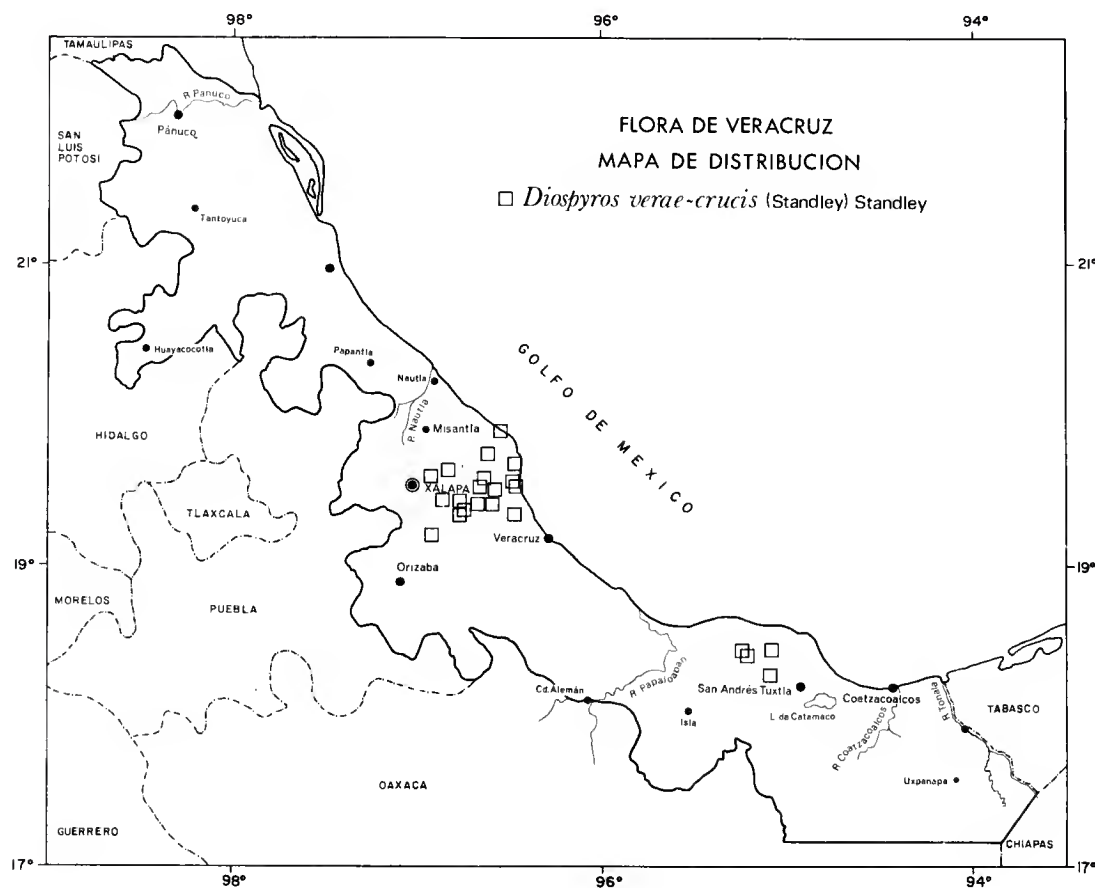 98° 96° 94°
TAMAULIPAS
R Panuco
Pánuco
SAN
LUIS
POTOSI
FLORA DE VERACRUZ
MAPA DE DISTRIBUCION
Diospyros verae-crucis (Standley) Standley
Tantoyuca
21° 21°
Huayacocotla
Papantla
Nautla
GOLFO DE MEXICO
R. Nautla
Misantla
HIDALGO
XALAPA
TLAXCALA
Veracruz
19° 19°
Orizaba
MORELOS
PUEBLA
R Papaloapan
Cd. Alemán
San Andrés Tuxtla
Coetzacoalcos
R Tonalá
TABASCO
Isla
L de Catamaco
R Coatzacoalcos
Uxpanapa
OAXACA
GUERRERO
CHIAPAS
17° 17°
98° 96° 94°